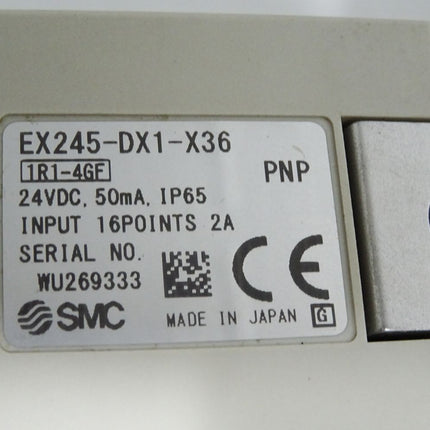 EX245-DX1-X36
1R1-4GF PNP
24VDC, 50mA, IP65
INPUT 16POINTS 2A
SERIAL NO.
WU269333
CE
SMC MADE IN JAPAN G